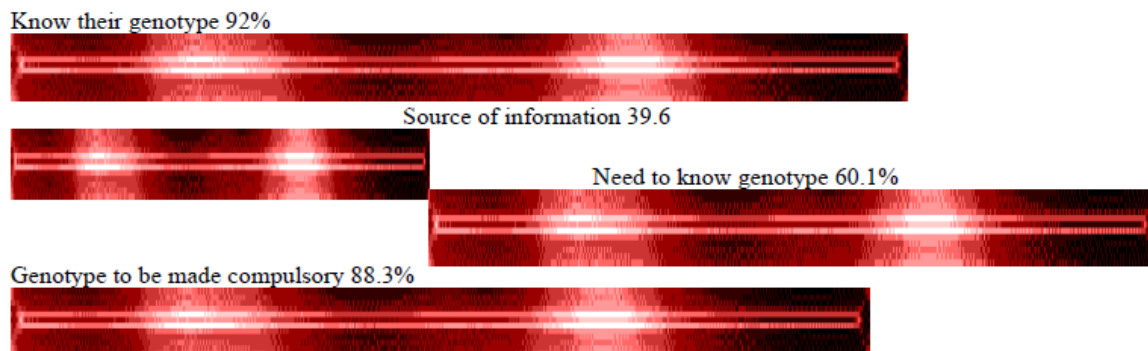 Know their genotype 92%
Source of information 39.6
Need to know genotype 60.1%
Genotype to be made compulsory 88.3%